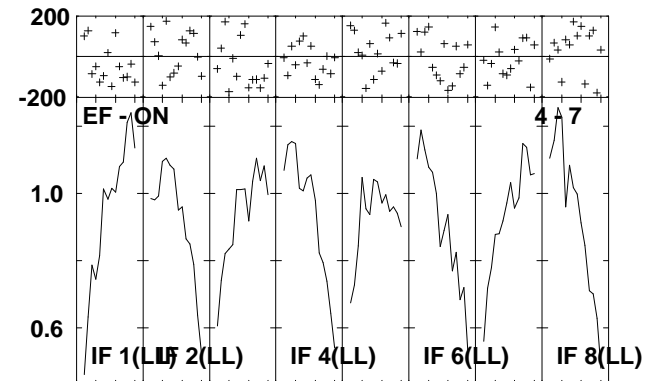 200
-200
EF - ON 4 - 7
1.0
0.6
IF 1(LL) IF 2(LL) IF 4(LL) IF 6(LL) IF 8(LL)